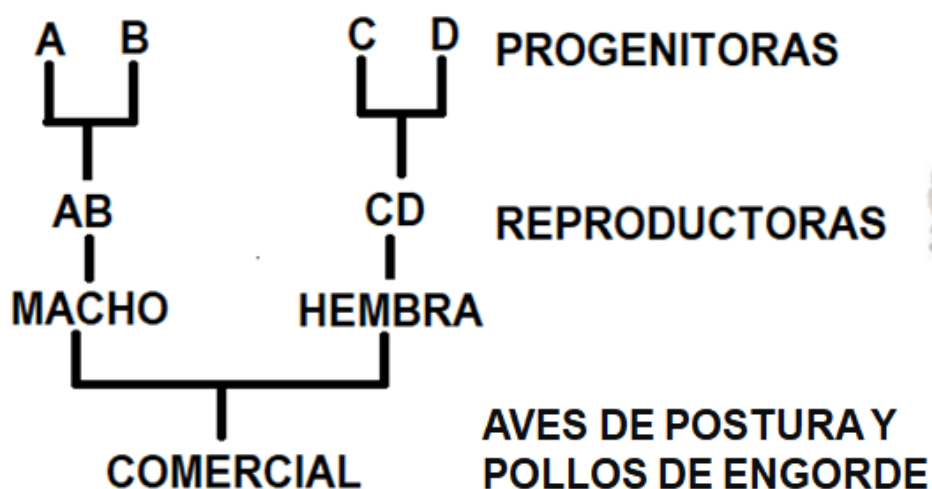 A B C D PROGENITORAS
AB CD REPRODUCTORAS
MACHO HEMBRA
AVES DE POSTURA Y
COMERCIAL POLLOS DE ENGORDE